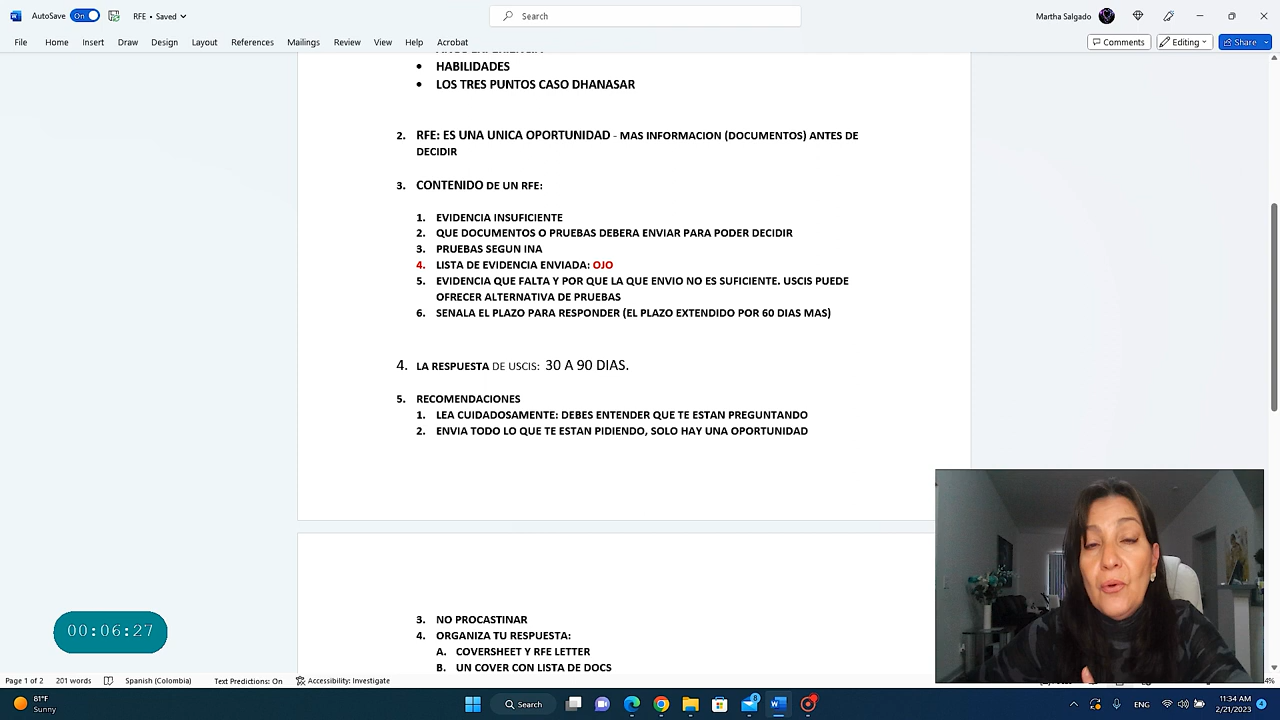 AutoSave On RFE • Saved Search Martha Salgado
File Home Insert Draw Design Layout References Mailings Review View Help Acrobat Comments Editing Share
• HABILIDADES
• LOS TRES PUNTOS CASO DHANASAR
2. RFE: ES UNA UNICA OPORTUNIDAD - MAS INFORMACION (DOCUMENTOS) ANTES DE
DECIDIR
3. CONTENIDO DE UN RFE:
1. EVIDENCIA INSUFICIENTE
2. QUE DOCUMENTOS O PRUEBAS DEBERA ENVIAR PARA PODER DECIDIR
3. PRUEBAS SEGUN INA
4. LISTA DE EVIDENCIA ENVIADA: OJO
5. EVIDENCIA QUE FALTA Y POR QUE LA QUE ENVIO NO ES SUFICIENTE. USCIS PUEDE
OFRECER ALTERNATIVA DE PRUEBAS
6. SENALA EL PLAZO PARA RESPONDER (EL PLAZO EXTENDIDO POR 60 DIAS MAS)
4. LA RESPUESTA DE USCIS: 30 A 90 DIAS.
5. RECOMENDACIONES
1. LEA CUIDADOSAMENTE: DEBES ENTENDER QUE TE ESTAN PREGUNTANDO
2. ENVIA TODO LO QUE TE ESTAN PIDIENDO, SOLO HAY UNA OPORTUNIDAD
3. NO PROCASTINAR
4. ORGANIZA TU RESPUESTA:
A. COVERSHEET Y RFE LETTER
B. UN COVER CON LISTA DE DOCS
00:06:27
Page 1 of 2 201 words Spanish (Colombia) Text Predictions: On Accessibility: Investigate
81°F
Sunny
Search
11:34 AM
2/21/2023